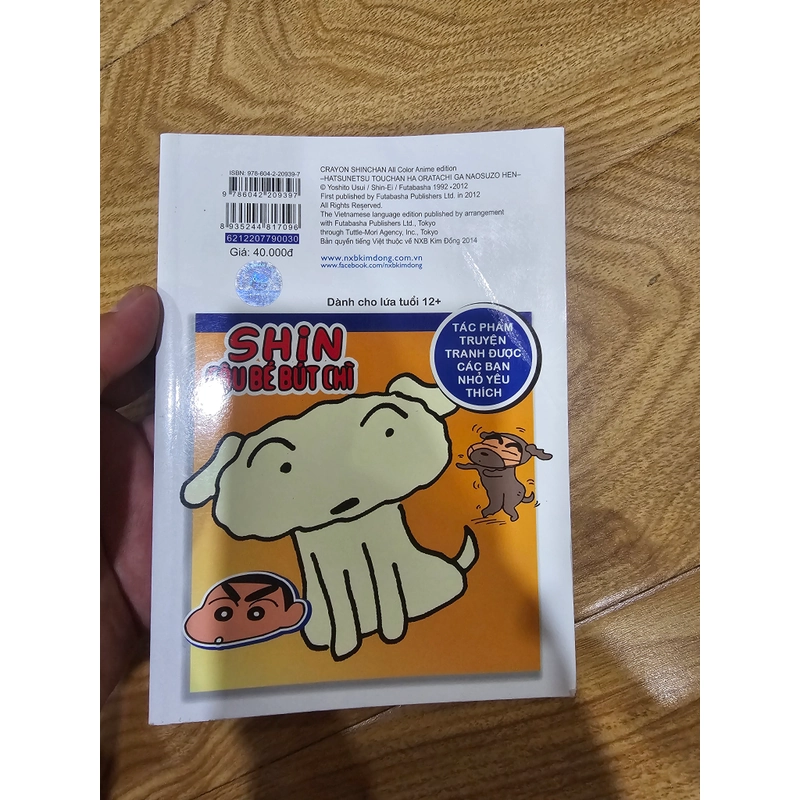 ISBN: 978-604-2-20939-7
9 786042 209397
8 935244 817096
6212207790030
Giá: 40.000đ
CRAYON SHINCHAN All Color Anime edition
–HATSUNETSU TOUCHAN HA ORATACHI GA NAOSUZO HEN–
© Yoshito Usui / Shin-Ei / Futabasha 1992 • 2012
First published by Futabasha Publishers Ltd. in 2012
All Rights Reserved.
The Vietnamese language edition published by arrangement
with Futabasha Publishers Ltd., Tokyo
through Tuttle-Mori Agency, Inc., Tokyo
Bản quyền tiếng Việt thuộc về NXB Kim Đồng 2014
www.nxbkimdong.com.vn
www.facebook.com/nxbkimdong
Dành cho lứa tuổi 12+
SHIN
CẬU BÉ BÚT CHÌ
TÁC PHẨM
TRUYỆN
TRANH ĐƯỢC
CÁC BẠN
NHỎ YÊU
THÍCH